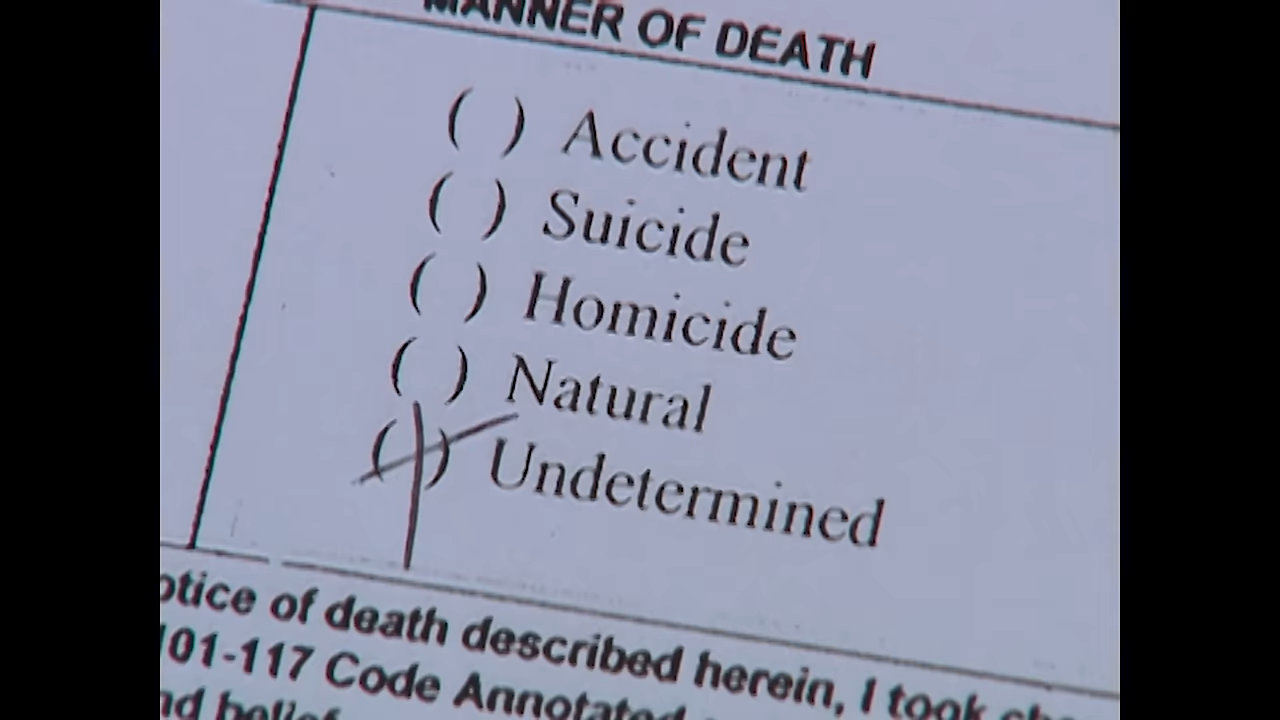 MANNER OF DEATH
( ) Accident
( ) Suicide
( ) Homicide
( ) Natural
(X) Undetermined
otice of death described herein, I took
101-117 Code Annotated
nd belief